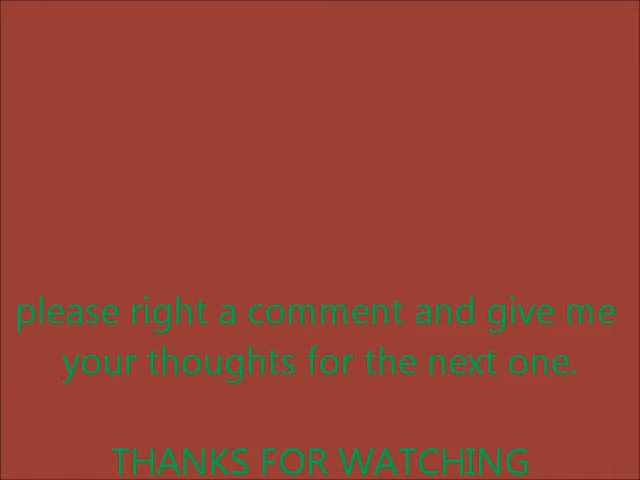 please right a comment and give me
your thoughts for the next one.
THANKS FOR WATCHING